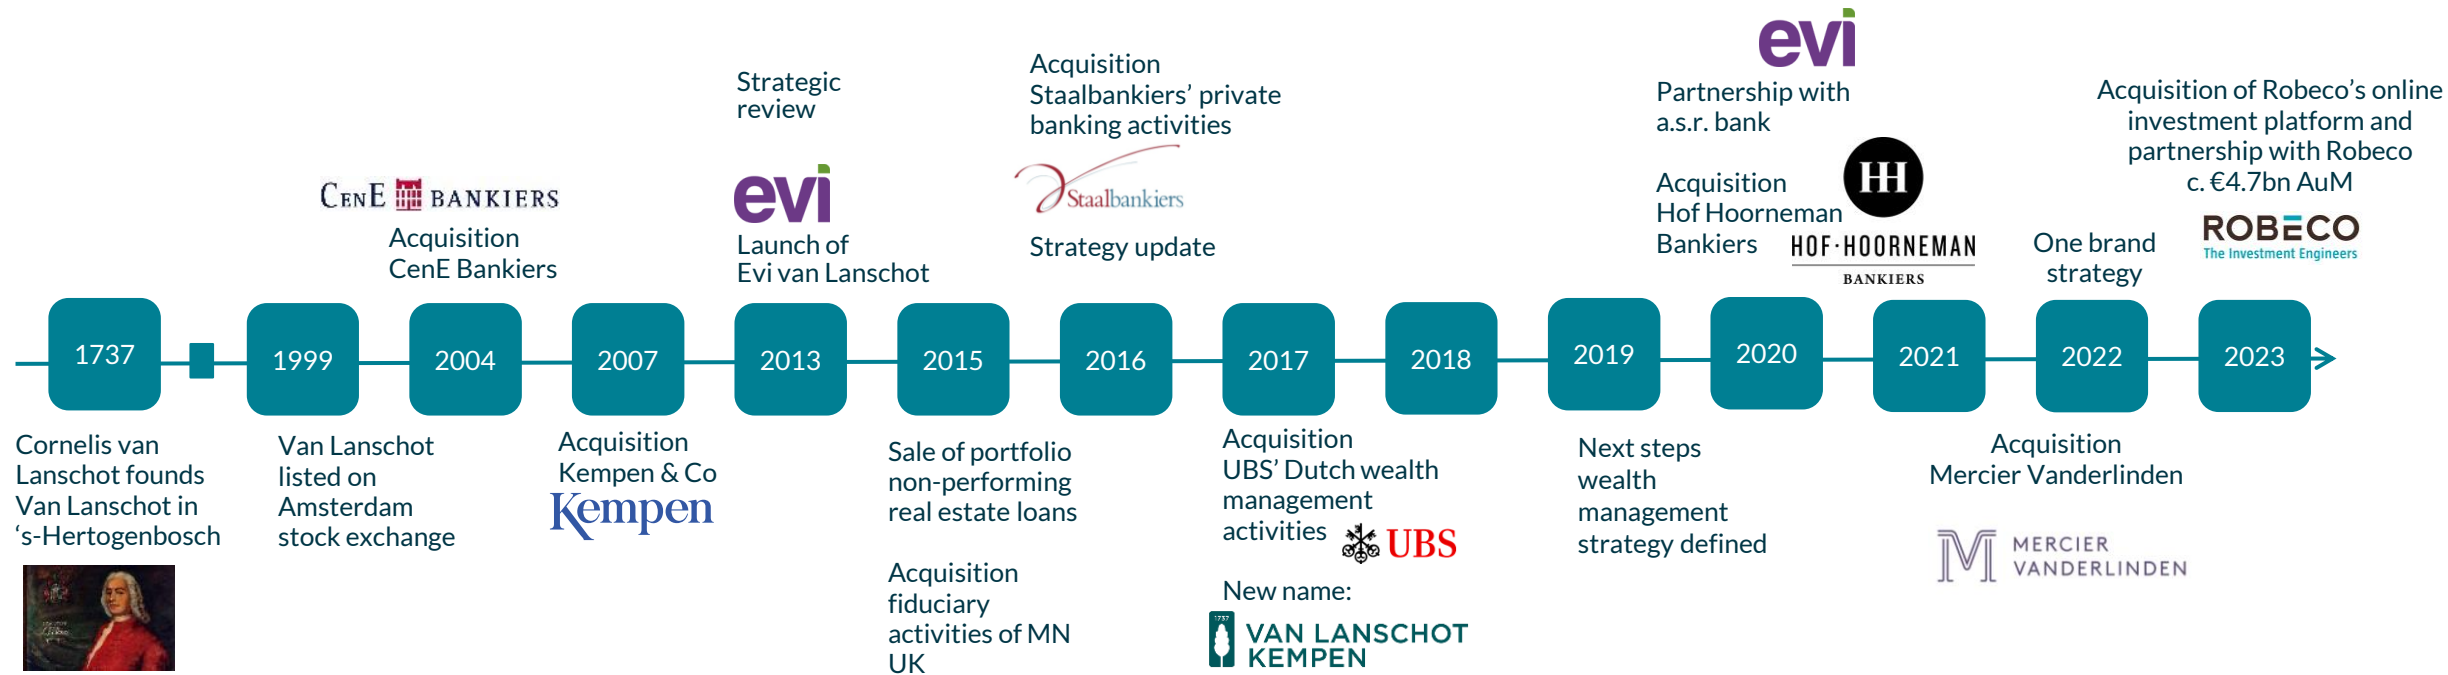 evi
Partnership with
a.s.r. bank
Acquisition
Hof Hoorneman
Bankiers
HH
HOF·HOORNEMAN
BANKIERS
Strategic
review
evi
Launch of
Evi van Lanschot
Acquisition
Staalbankiers’ private
banking activities
Staalbankiers
Strategy update
Acquisition of Robeco’s online
investment platform and
partnership with Robeco
c. €4.7bn AuM
ROBECO
The Investment Engineers
One brand
strategy
CENE BANKIERS
Acquisition
CenE Bankiers
1737
1999
2004
2007
2013
2015
2016
2017
2018
2019
2020
2021
2022
2023
Cornelis van
Lanschot founds
Van Lanschot in
‘s-Hertogenbosch
Van Lanschot
listed on
Amsterdam
stock exchange
Acquisition
Kempen & Co
Kempen
Sale of portfolio
non-performing
real estate loans
Acquisition
fiduciary
activities of MN
UK
Acquisition
UBS’ Dutch wealth
management
activities
UBS
New name:
1737
VAN LANSCHOT
KEMPEN
Next steps
wealth
management
strategy defined
Acquisition
Mercier Vanderlinden
M
MERCIER
VANDERLINDEN